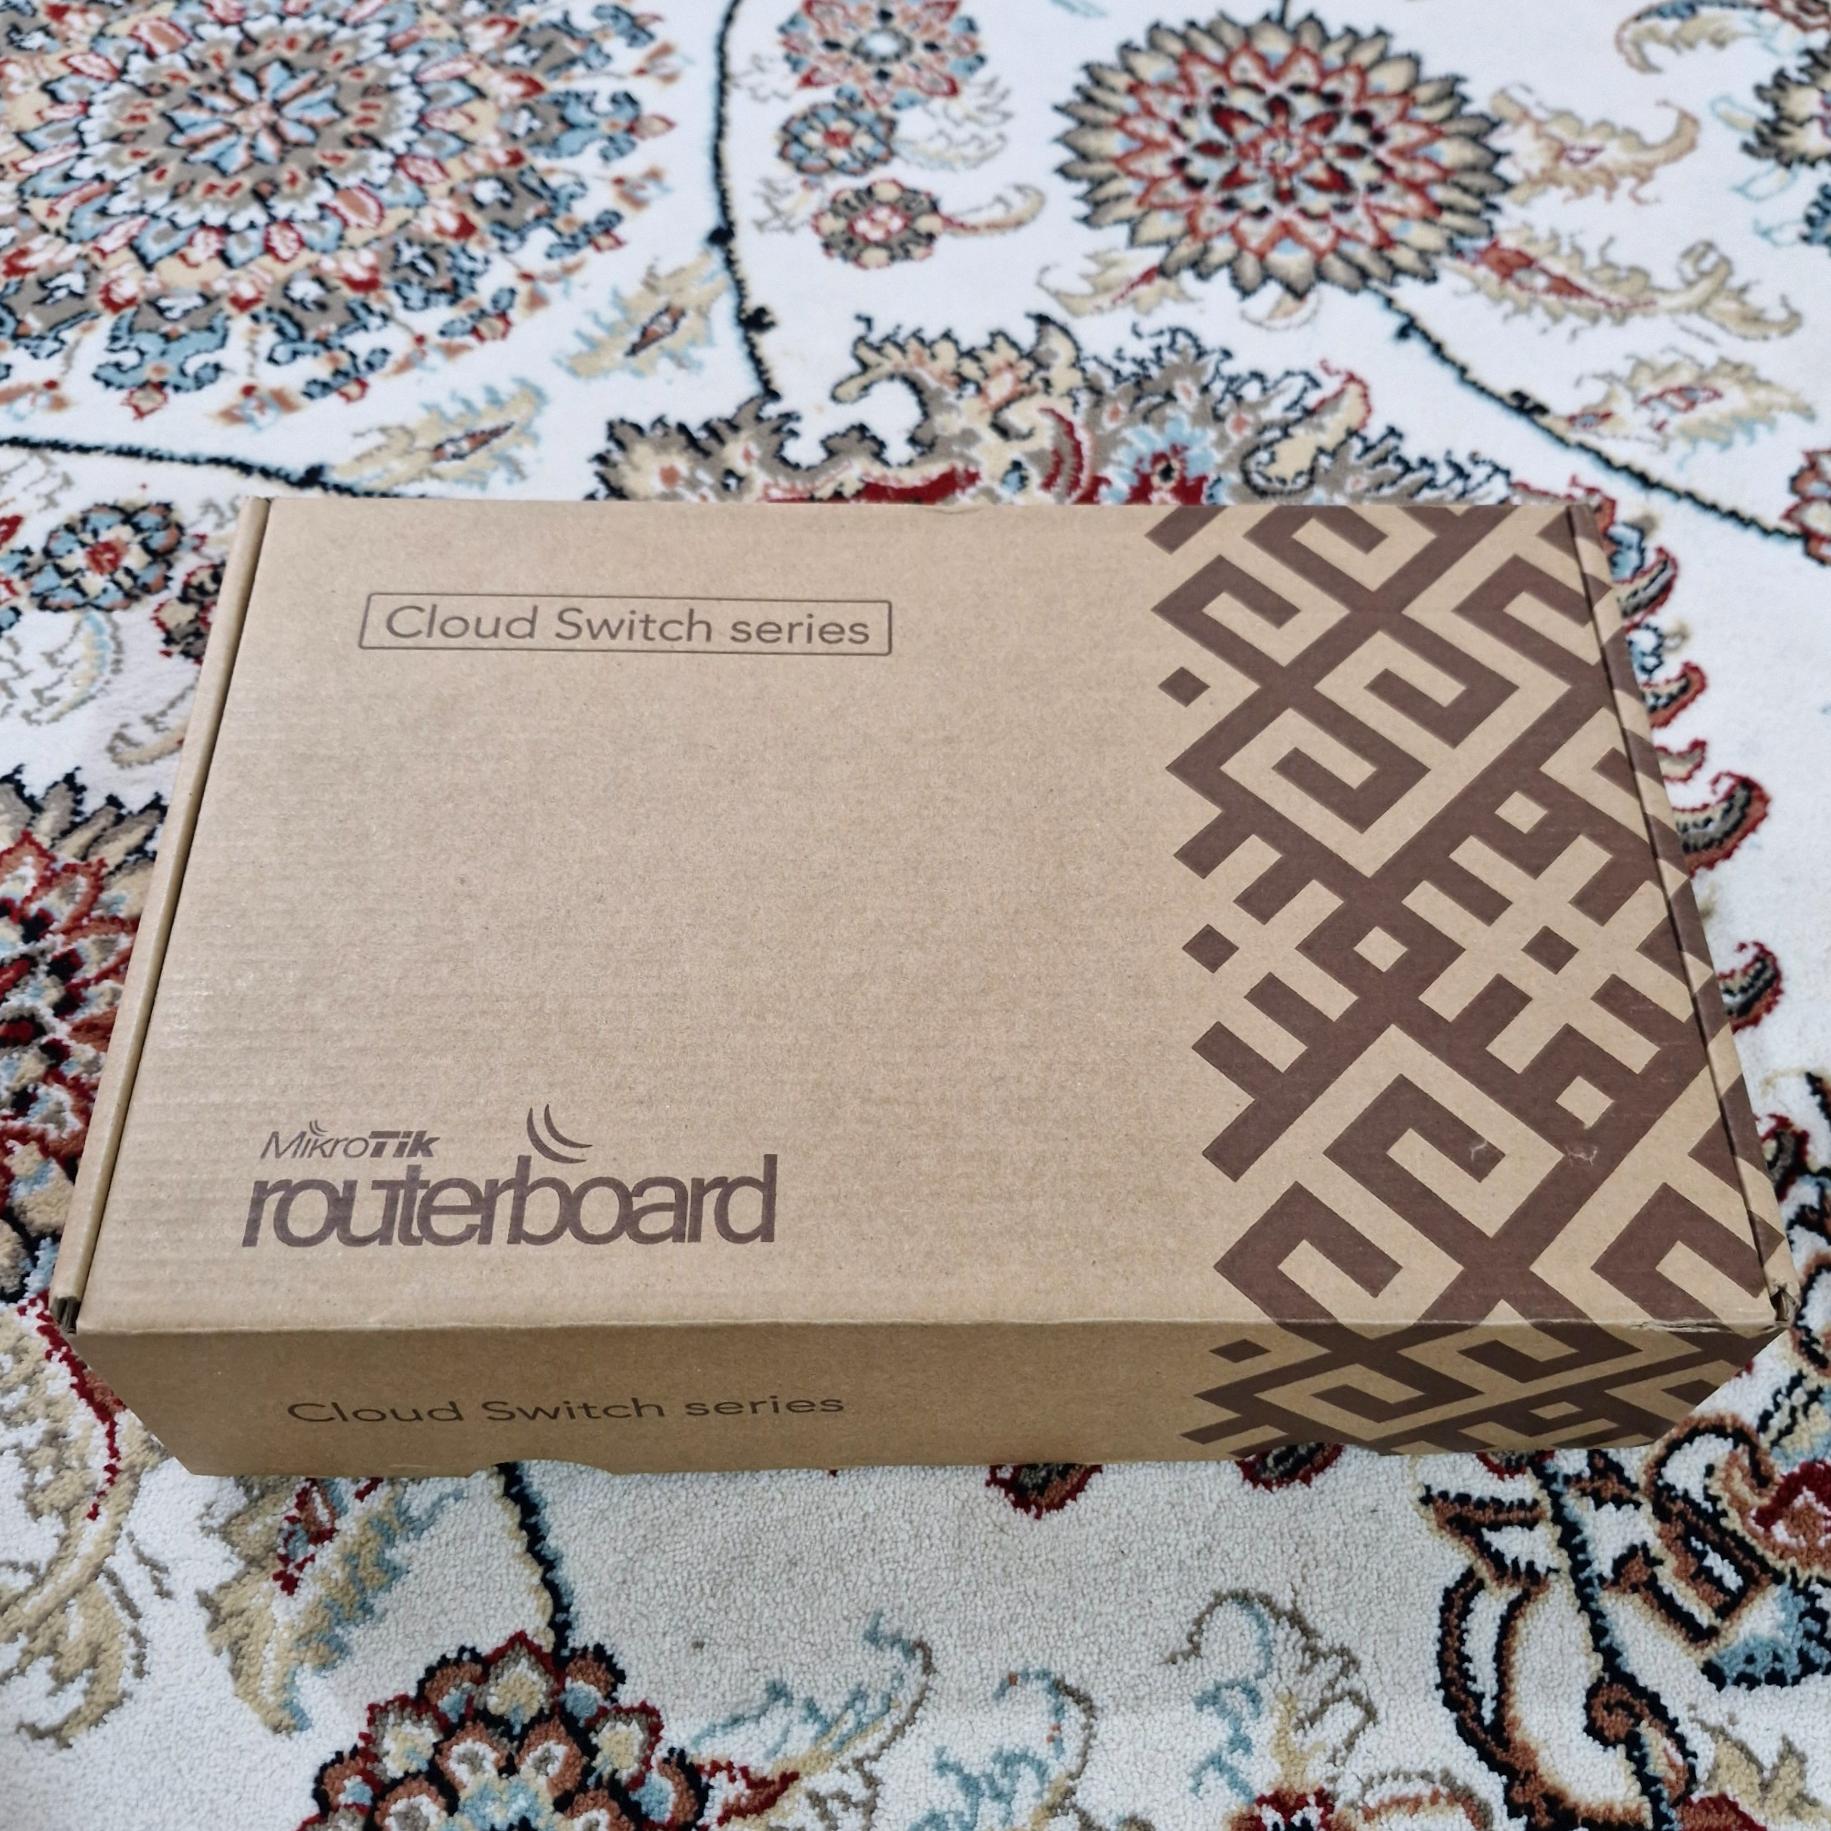 Cloud Switch series
MikroTik
routerboard
Cloud Switch series